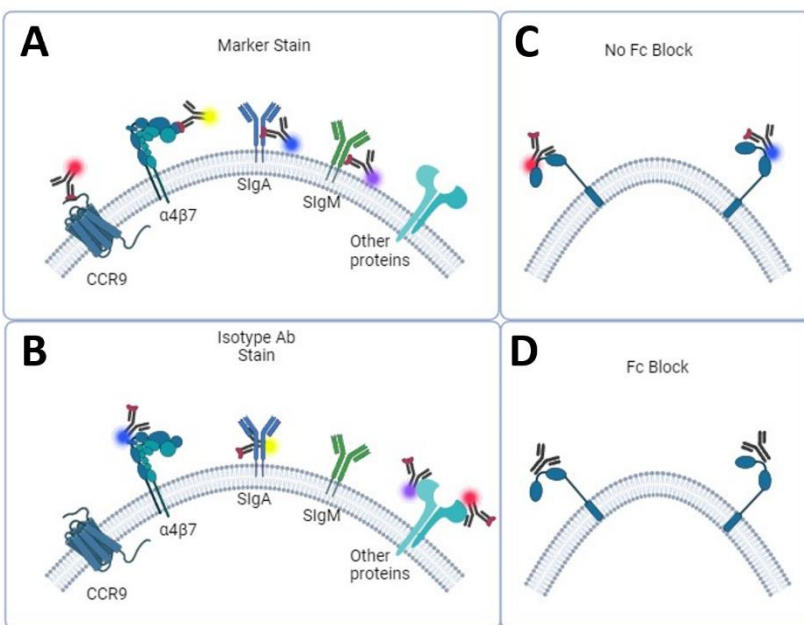 A
Marker Stain
CCR9
α4β7
SIgA
SIgM
Other
proteins
C
No Fc Block
B
Isotype Ab
Stain
CCR9
α4β7
SIgA
SIgM
Other
proteins
D
Fc Block